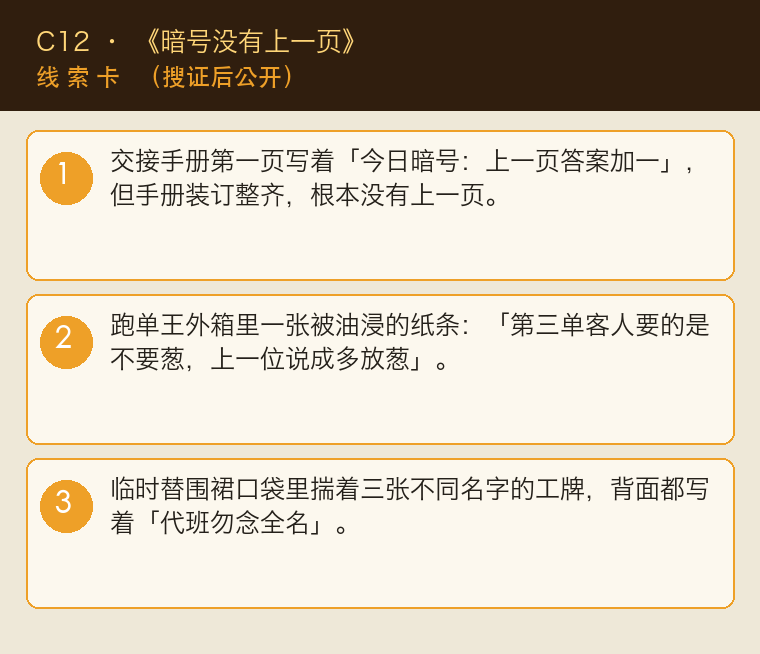 C12 · 《暗号没有上一页》
线索卡 （搜证后公开）
1
交接手册第一页写着「今日暗号：上一页答案加一」，
但手册装订整齐，根本没有上一页。
2
跑单王外箱里一张被油浸的纸条：「第三单客人要的是
不要葱，上一位说成多放葱」。
3
临时替围裙口袋里揣着三张不同名字的工牌，背面都写
着「代班勿念全名」。